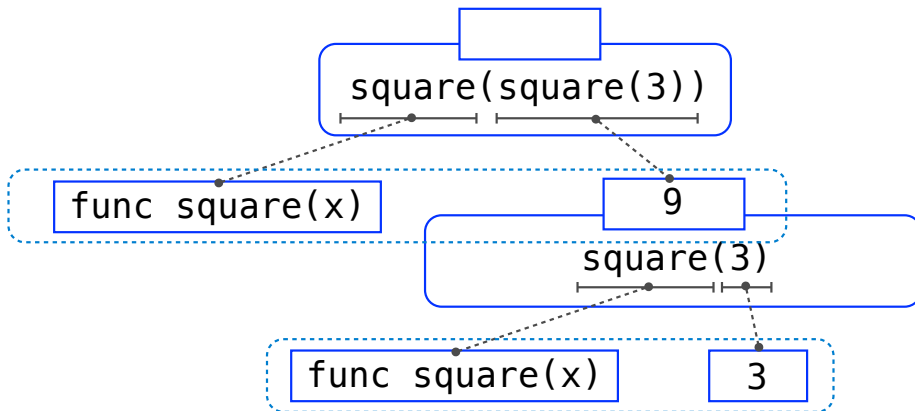 square(square(3))
func square(x)
9
square(3)
func square(x)
3